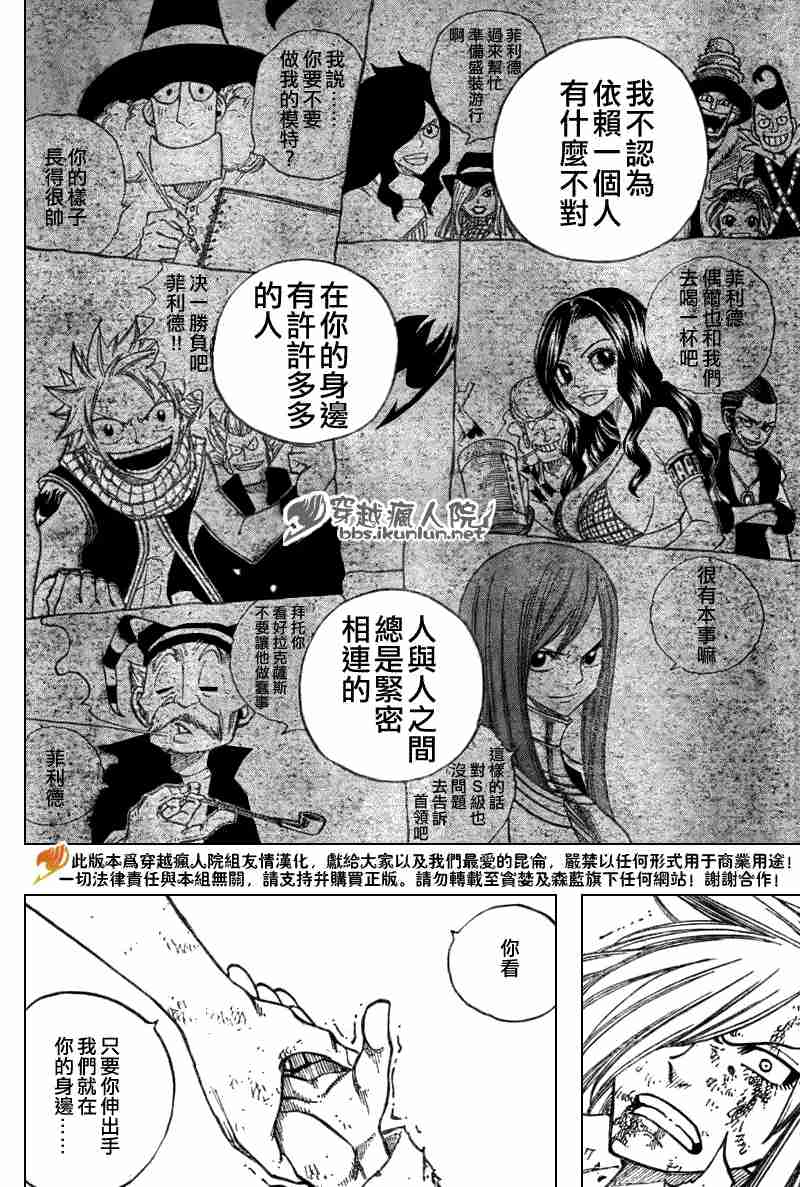 菲利德
過來幫忙
準備盛裝游行
啊
我不認為
依賴一個人
有什麼不對
我説……
你要不要
做我的模特?
你的樣子
長得很帥
菲利德
偶爾也和我們
去喝一杯吧
在你的身邊
有許許多多
的人
决一勝負吧
菲利德!!
穿越瘋人院
bbs.ikunlun.net
很有本事嘛
這樣的話
對S級也
沒問題
去告訴
首領吧
人與人之間
總是緊密
相連的
拜托你
看好拉克薩斯
不要讓他做蠢事
菲利德
此版本爲穿越瘋人院組友情漢化，獻給大家以及我們最愛的昆侖，嚴禁以任何形式用于商業用途！
一切法律責任與本組無關，請支持并購買正版。請勿轉載至貪婪及森藍旗下任何網站！謝謝合作！
你看
只要你伸出手
我們就在
你的身邊……